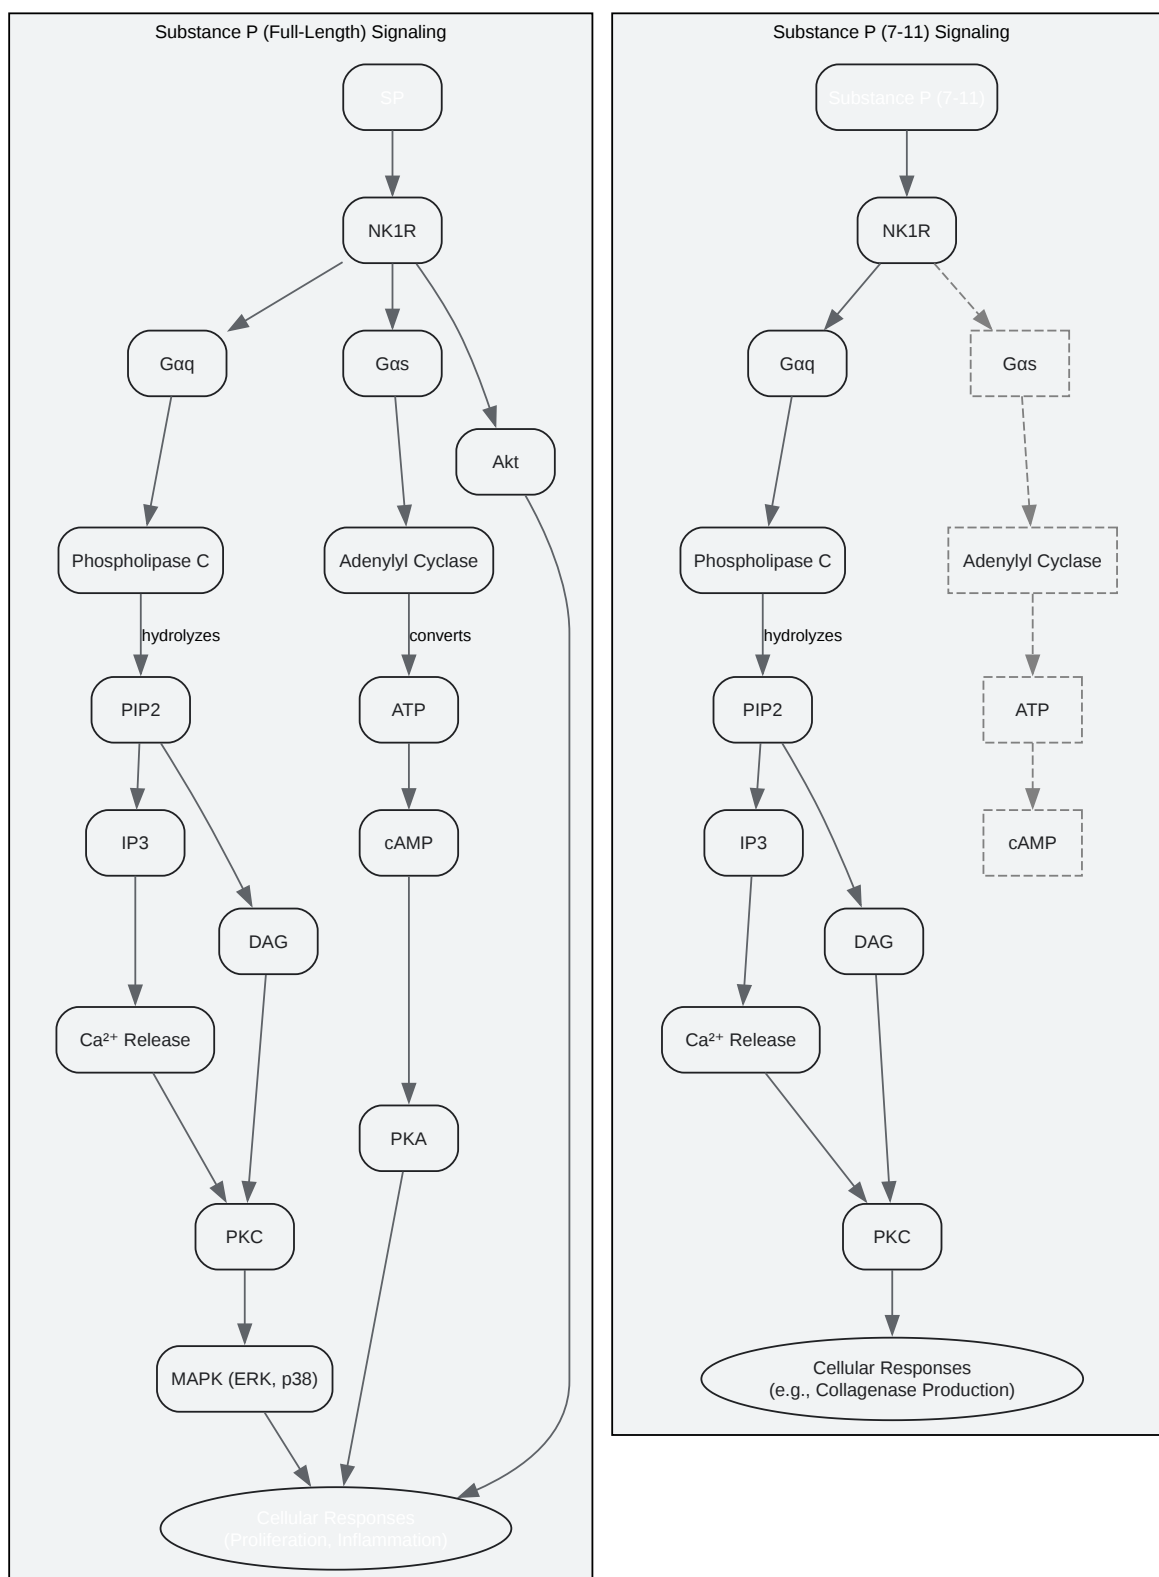 Substance P (Full-Length) Signaling
SP
NK1R
Gαq
Gαs
Akt
Phospholipase C
Adenylyl Cyclase
hydrolyzes
converts
PIP2
ATP
IP3
cAMP
DAG
Ca²⁺ Release
PKA
PKC
MAPK (ERK, p38)
Cellular Responses
(Proliferation, Inflammation)
Substance P (7-11) Signaling
Substance P (7-11)
NK1R
Gαq
Gαs
Phospholipase C
Adenylyl Cyclase
hydrolyzes
PIP2
ATP
IP3
cAMP
DAG
Ca²⁺ Release
PKC
Cellular Responses
(e.g., Collagenase Production)